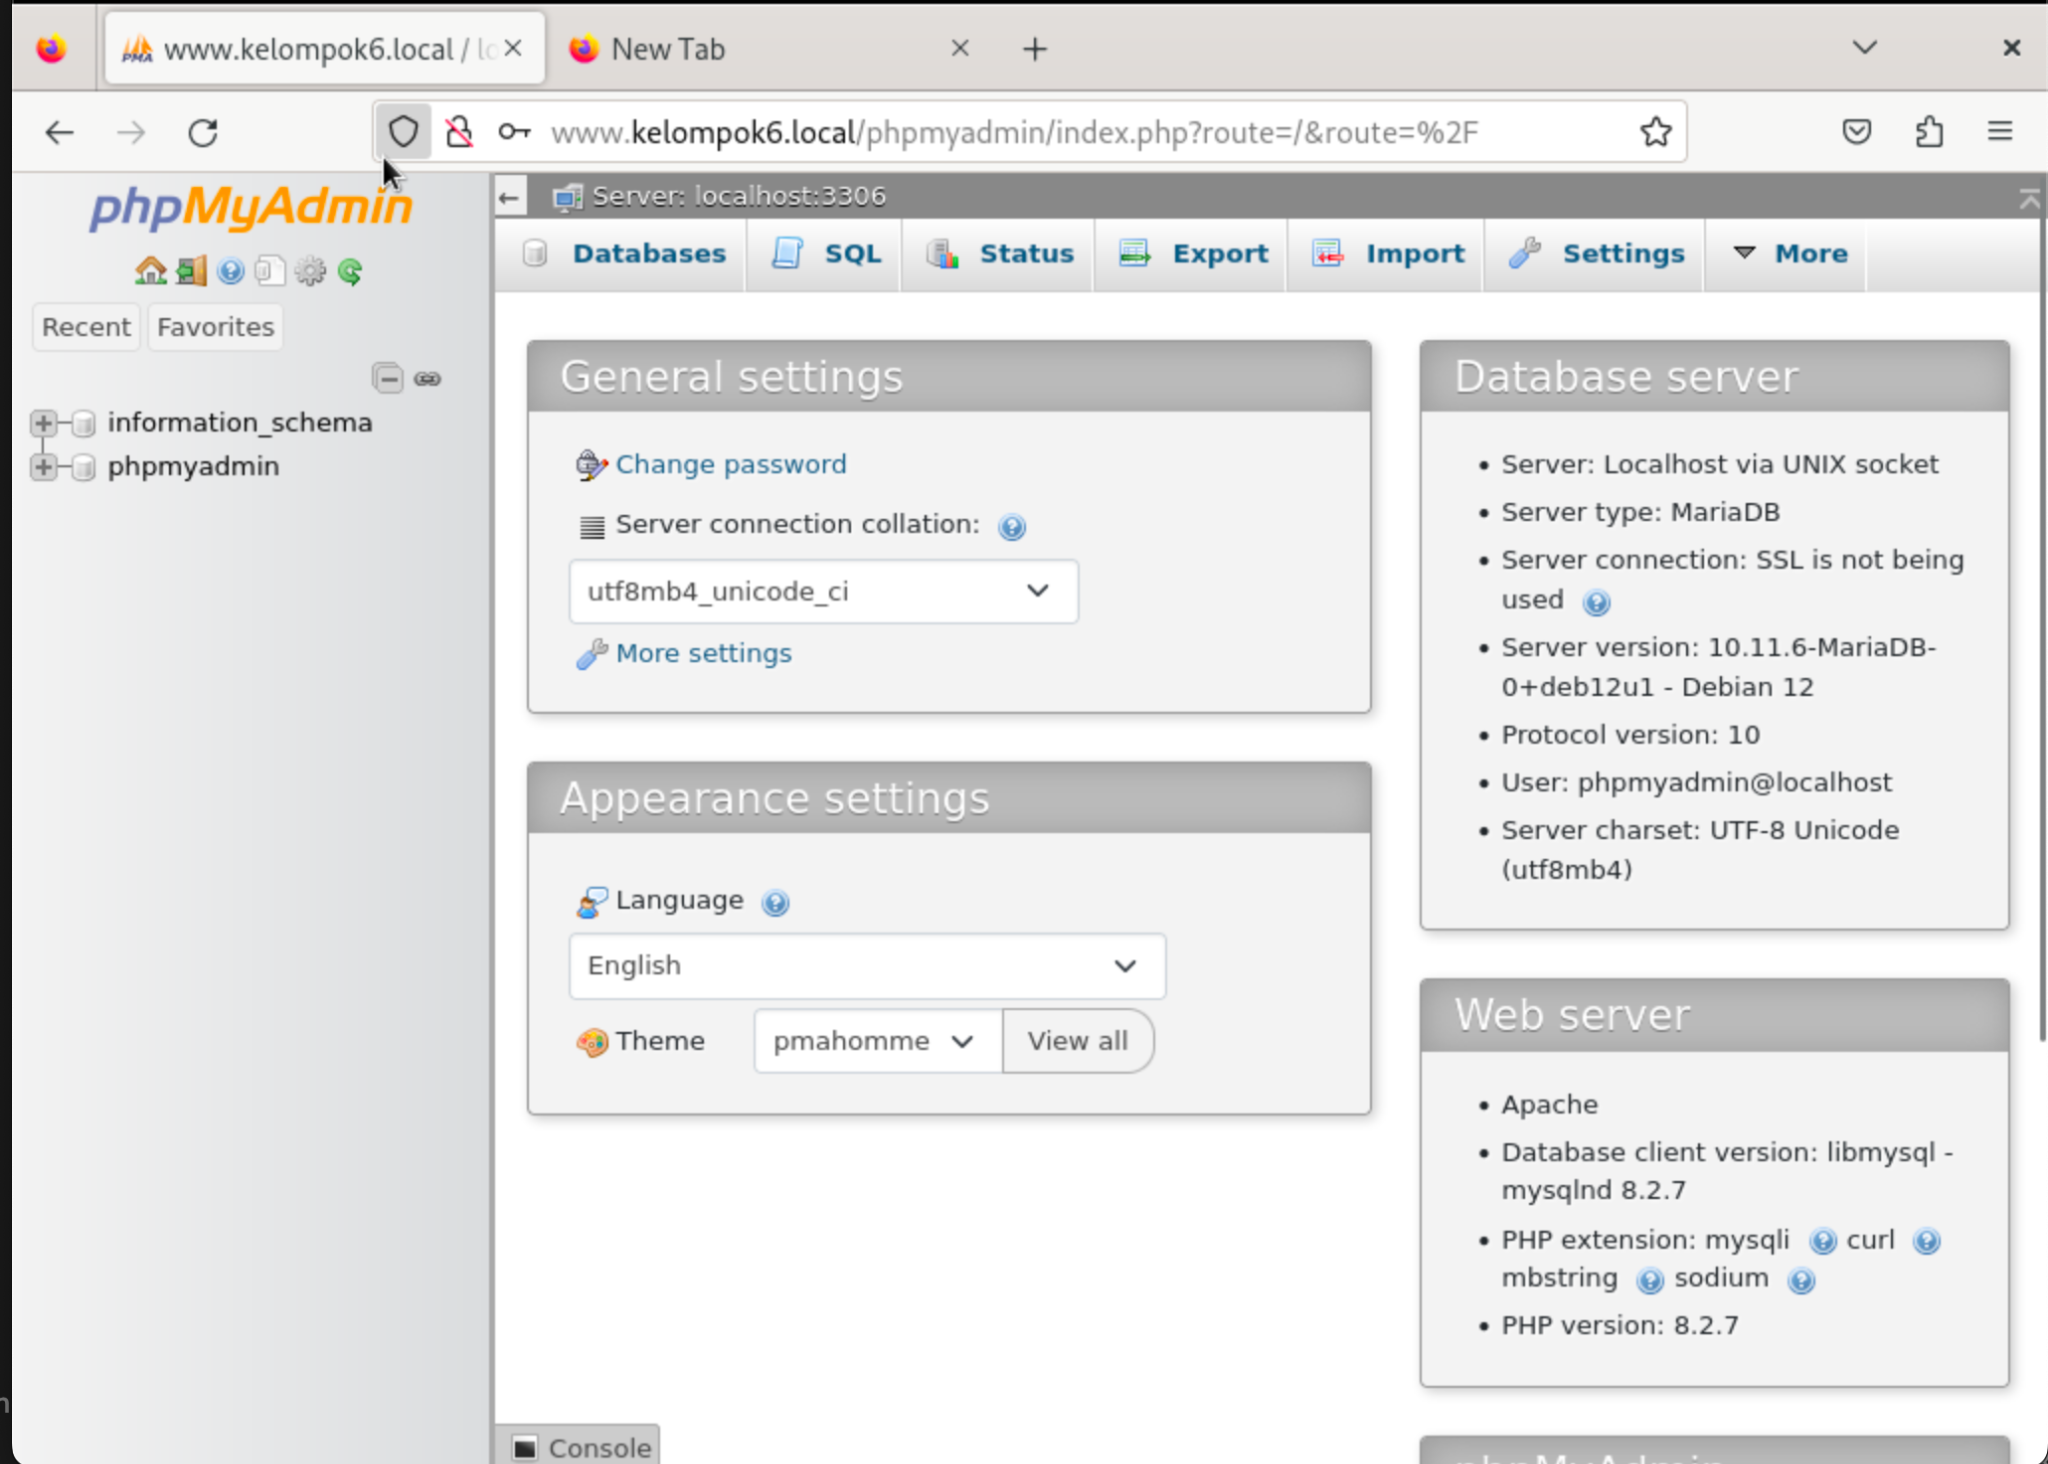 www.kelompok6.local / lo
New Tab
www.kelompok6.local/phpmyadmin/index.php?route=/&route=%2F
phpMyAdmin
Recent
Favorites
information_schema
phpmyadmin
Server: localhost:3306
Databases
SQL
Status
Export
Import
Settings
More
General settings
Change password
Server connection collation:
utf8mb4_unicode_ci
More settings
Appearance settings
Language
English
Theme
pmahomme
View all
Database server
Server: Localhost via UNIX socket
Server type: MariaDB
Server connection: SSL is not being
used
Server version: 10.11.6-MariaDB-
0+deb12u1 - Debian 12
Protocol version: 10
User: phpmyadmin@localhost
Server charset: UTF-8 Unicode
(utf8mb4)
Web server
Apache
Database client version: libmysql -
mysqlnd 8.2.7
PHP extension: mysqli curl
mbstring sodium
PHP version: 8.2.7
phpMyAdmin
Console